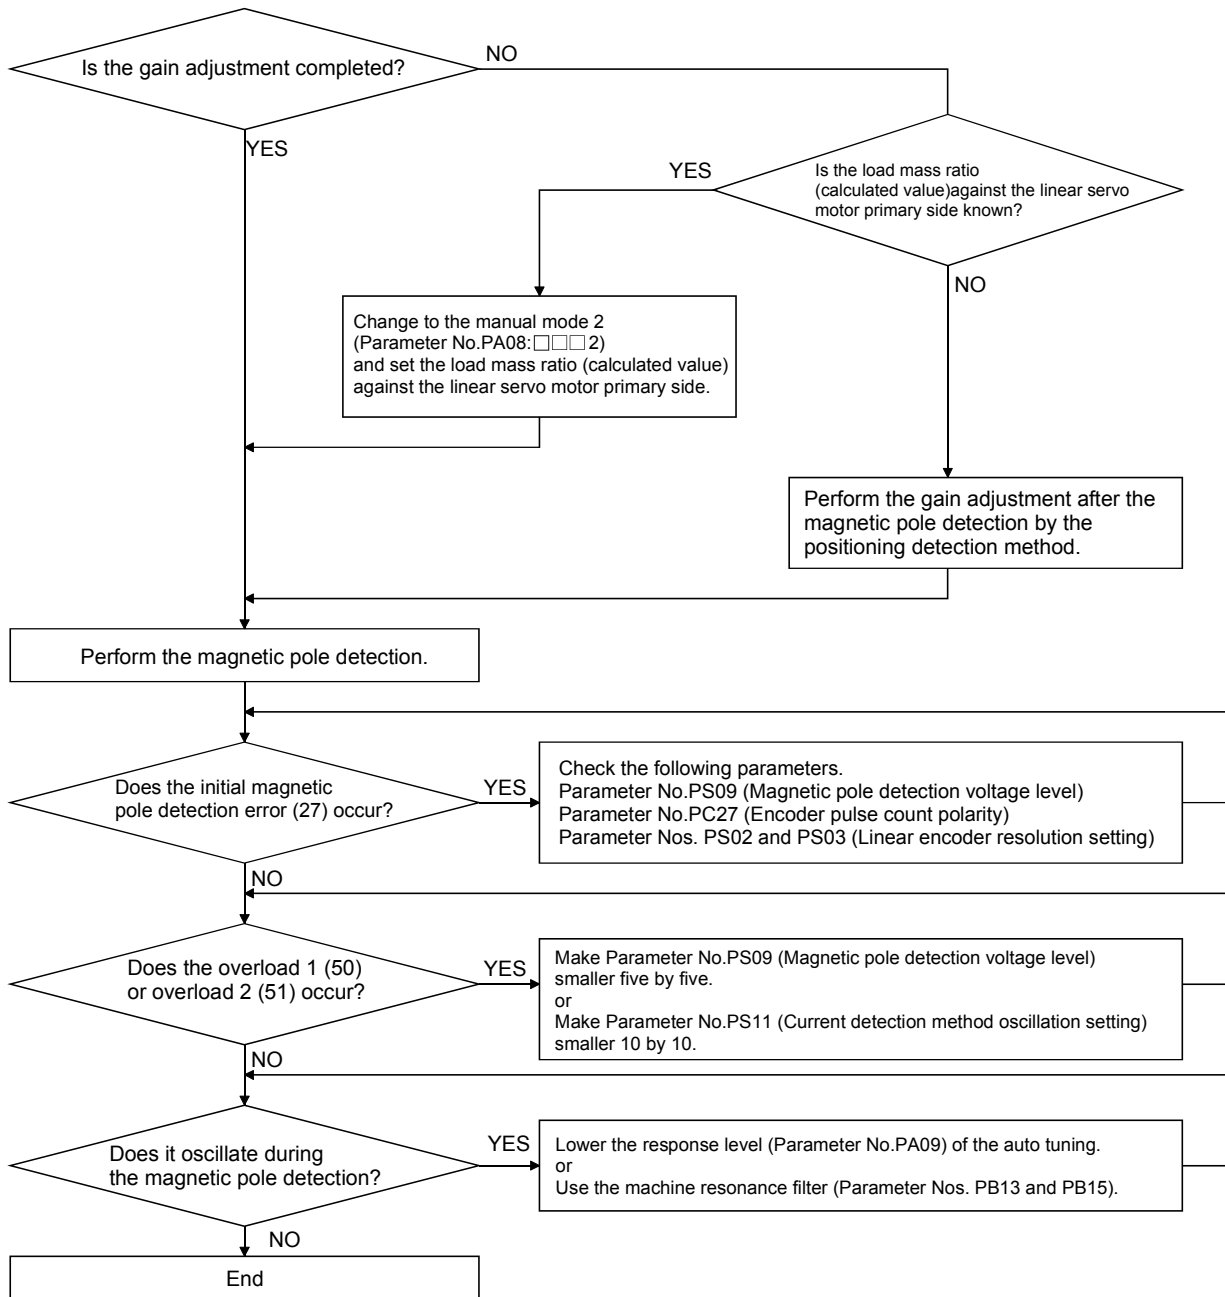 Is the gain adjustment completed?
NO
YES
YES
Is the load mass ratio
(calculated value)against the linear servo
motor primary side known?
NO
Change to the manual mode 2
(Parameter No.PA08:□□□2)
and set the load mass ratio (calculated value)
against the linear servo motor primary side.
Perform the gain adjustment after the
magnetic pole detection by the
positioning detection method.
Perform the magnetic pole detection.
Does the initial magnetic
pole detection error (27) occur?
YES
Check the following parameters.
Parameter No.PS09 (Magnetic pole detection voltage level)
Parameter No.PC27 (Encoder pulse count polarity)
Parameter Nos. PS02 and PS03 (Linear encoder resolution setting)
NO
Does the overload 1 (50)
or overload 2 (51) occur?
YES
Make Parameter No.PS09 (Magnetic pole detection voltage level)
smaller five by five.
or
Make Parameter No.PS11 (Current detection method oscillation setting)
smaller 10 by 10.
NO
Does it oscillate during
the magnetic pole detection?
YES
Lower the response level (Parameter No.PA09) of the auto tuning.
or
Use the machine resonance filter (Parameter Nos. PB13 and PB15).
NO
End